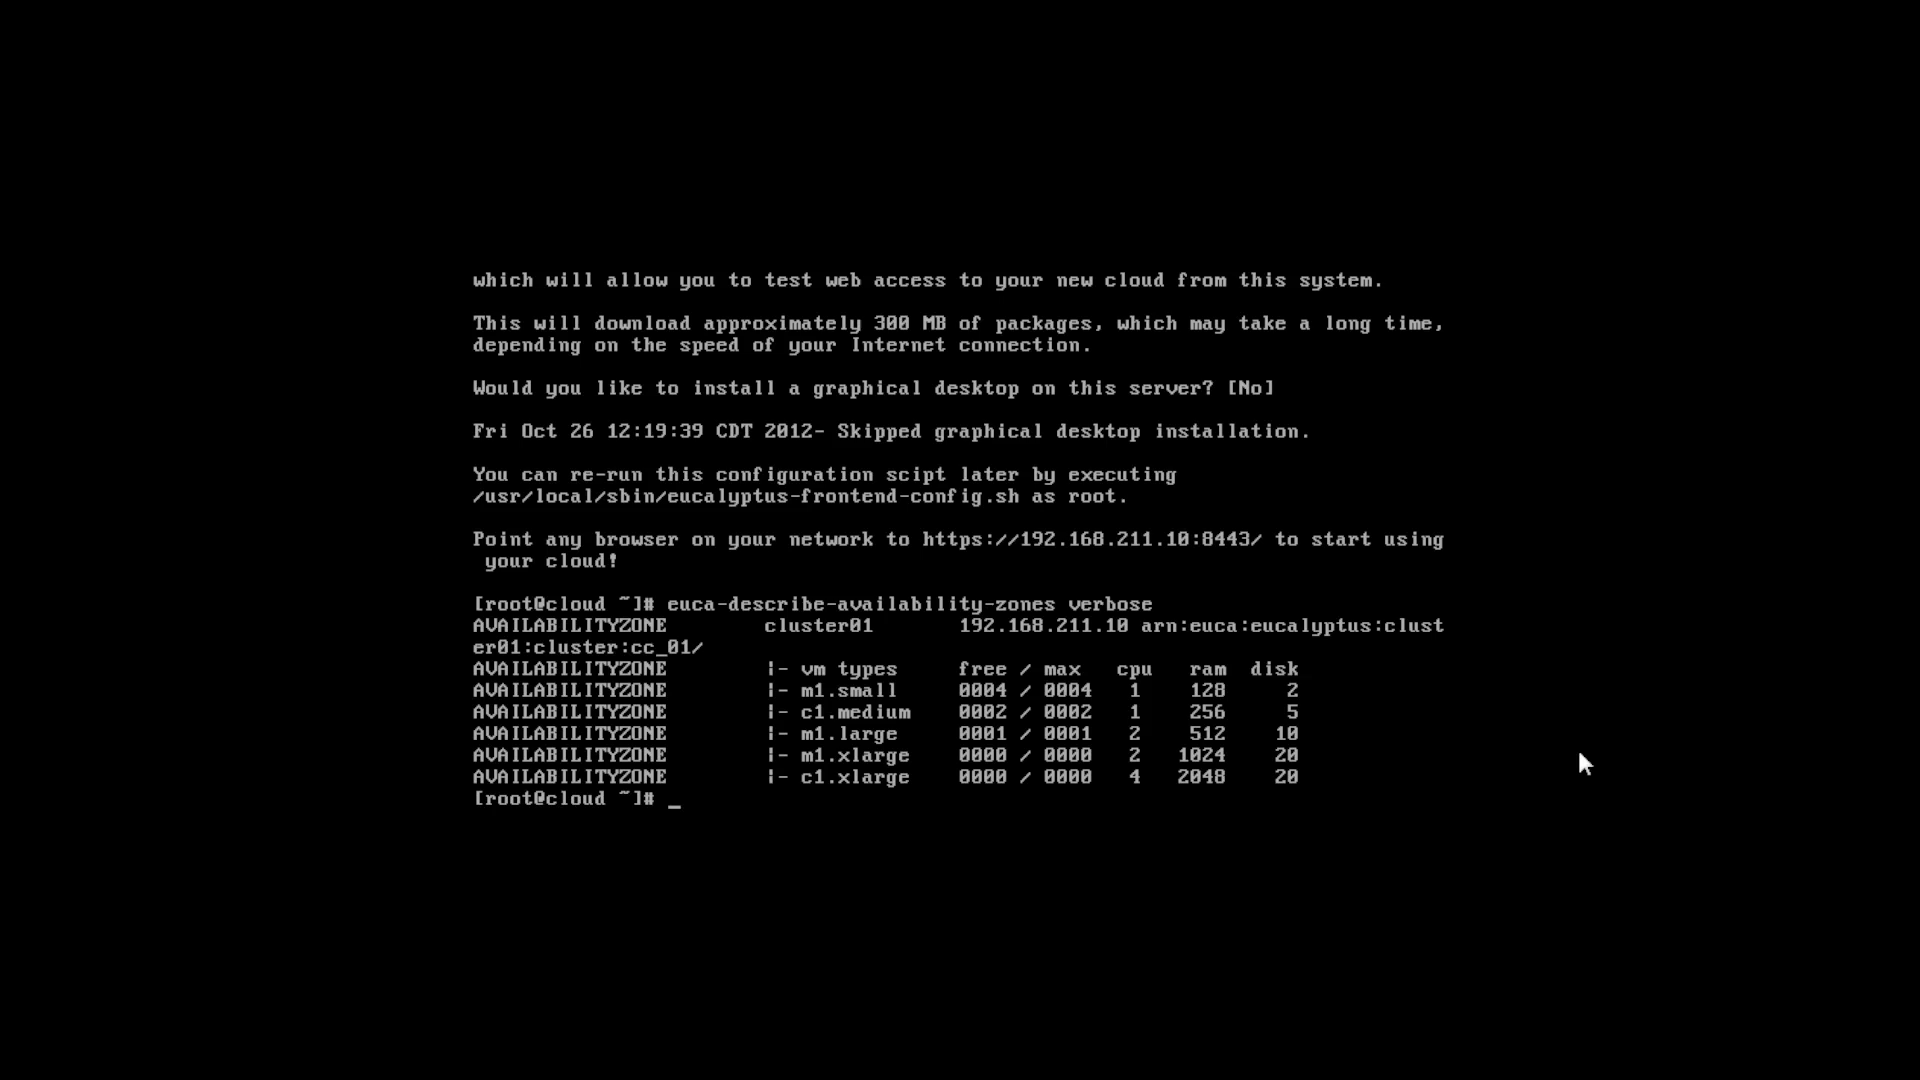 which will allow you to test web access to your new cloud from this system.
This will download approximately 300 MB of packages, which may take a long time,
depending on the speed of your Internet connection.
Would you like to install a graphical desktop on this server? [No]
Fri Oct 26 12:19:39 CDT 2012- Skipped graphical desktop installation.
You can re-run this configuration scipt later by executing
/usr/local/sbin/eucalyptus-frontend-config.sh as root.
Point any browser on your network to https://192.168.211.10:8443/ to start using
your cloud!
[root@cloud ~]# euca-describe-availability-zones verbose
AVAILABILITYZONE cluster01 192.168.211.10 arn:euca:eucalyptus:clust
er01:cluster:cc_01/
AVAILABILITYZONE |- vm types free / max cpu ram disk
AVAILABILITYZONE |- m1.small 0004 / 0004 1 128 2
AVAILABILITYZONE |- c1.medium 0002 / 0002 1 256 5
AVAILABILITYZONE |- m1.large 0001 / 0001 2 512 10
AVAILABILITYZONE |- m1.xlarge 0000 / 0000 2 1024 20
AVAILABILITYZONE |- c1.xlarge 0000 / 0000 4 2048 20
[root@cloud ~]# _